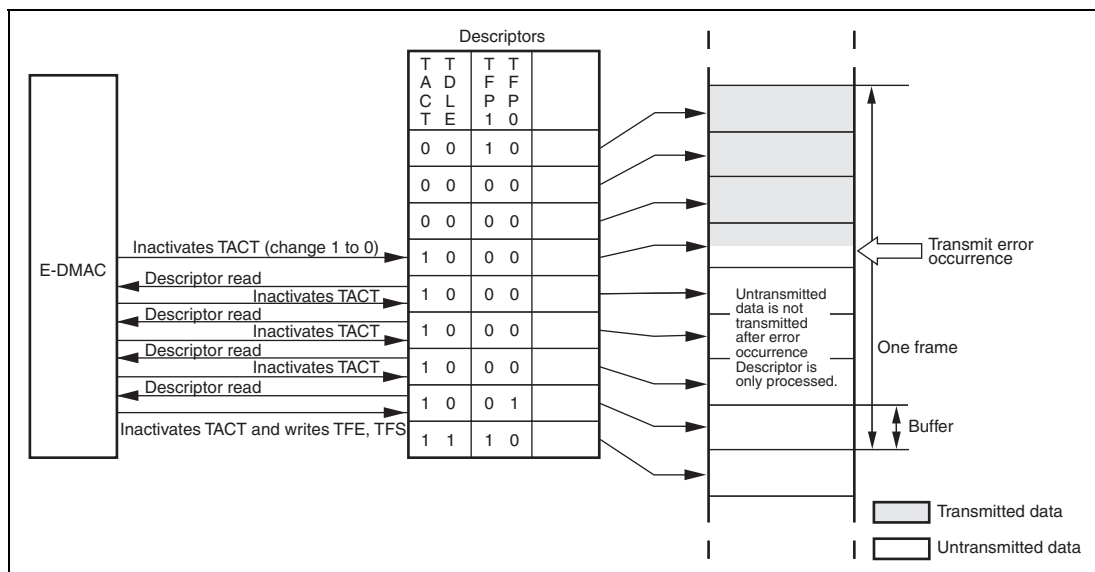 Descriptors
TACT TDLE TFP1 TFP0
0 0 1 0
0 0 0 0
0 0 0 0
1 0 0 0
1 0 0 0
1 0 0 0
1 0 0 0
1 0 0 1
1 1 1 0
E-DMAC
Inactivates TACT (change 1 to 0)
Descriptor read
Inactivates TACT
Descriptor read
Inactivates TACT
Descriptor read
Inactivates TACT
Descriptor read
Inactivates TACT and writes TFE, TFS
Untransmitted
data is not
transmitted
after error
occurrence
Descriptor is
only processed.
Transmit error
occurrence
One frame
Buffer
Transmitted data
Untransmitted data